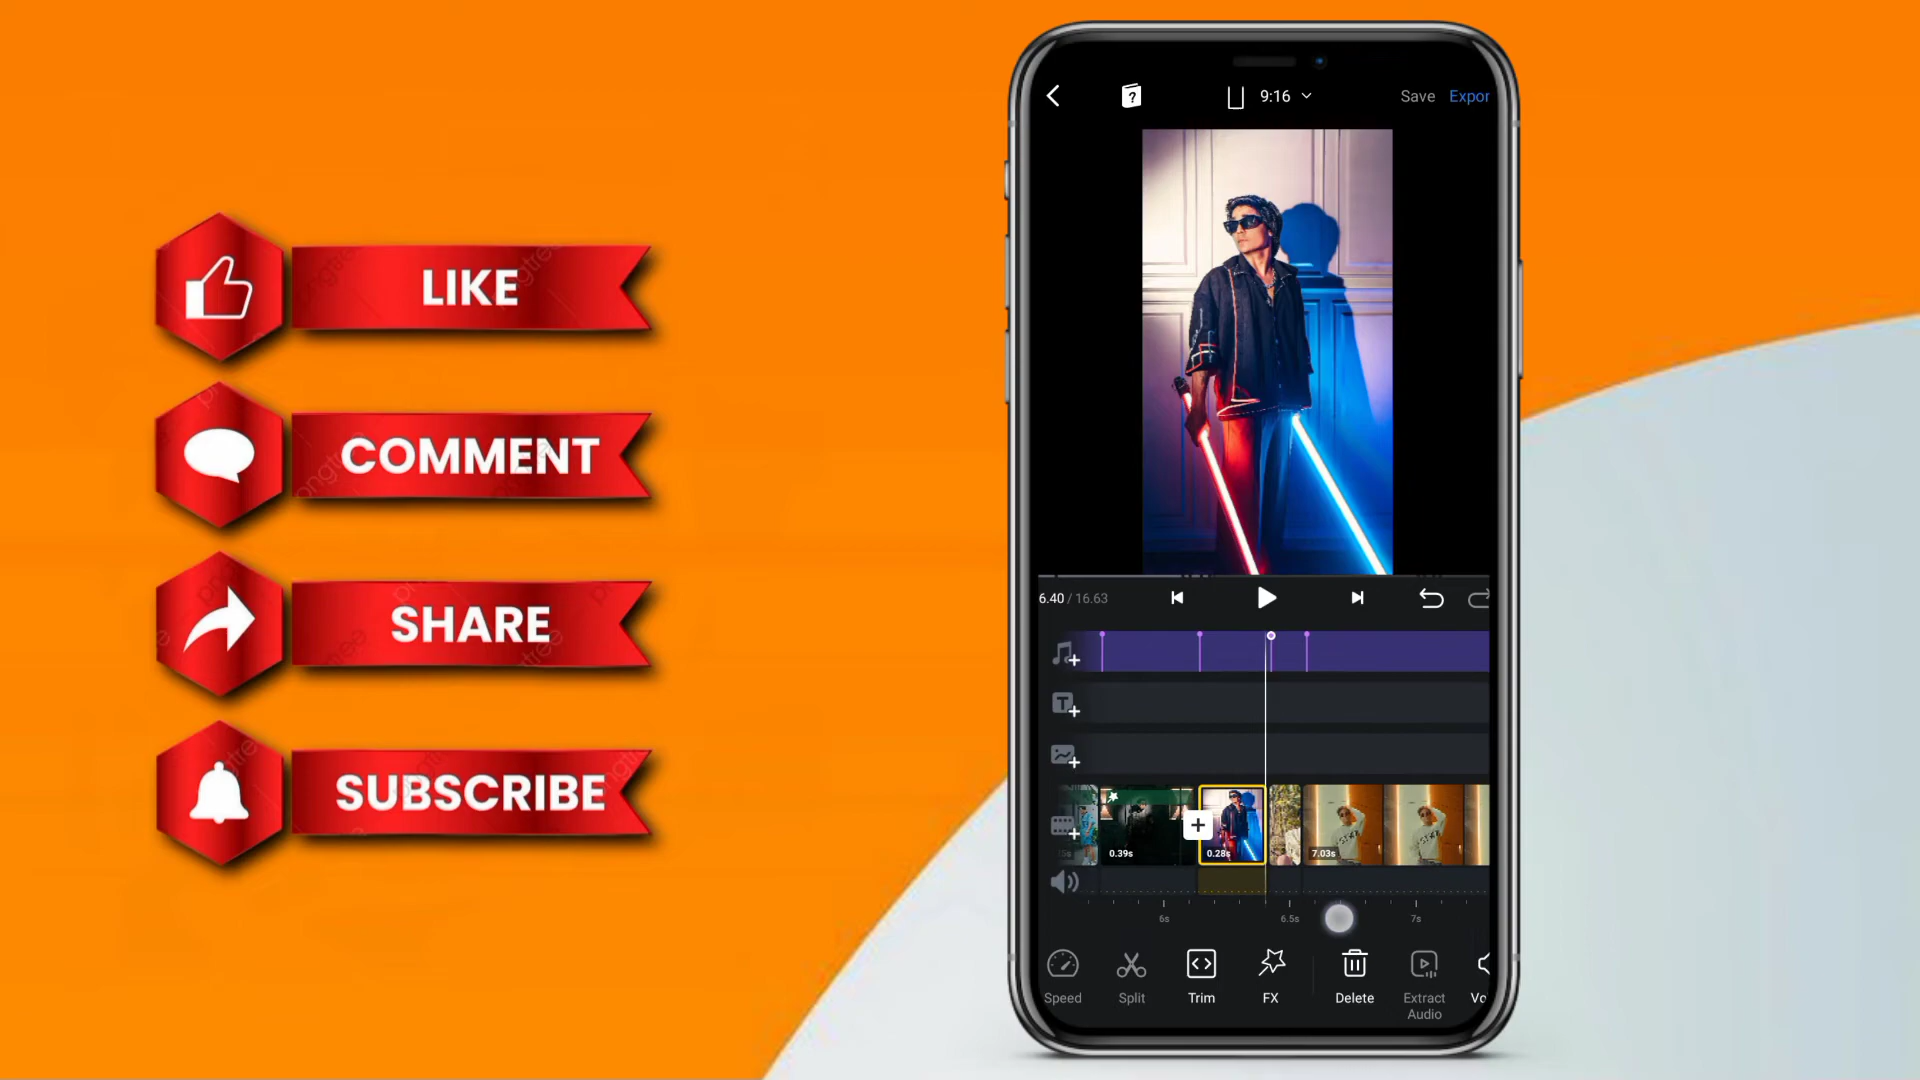 LIKE
COMMENT
SHARE
SUBSCRIBE
9:16
Save Expor
6.40 / 16.63
T
0.39s
0.28s
7.03s
6s
6.5s
7s
Speed
Split
Trim
FX
Delete
Extract
Audio
Vo